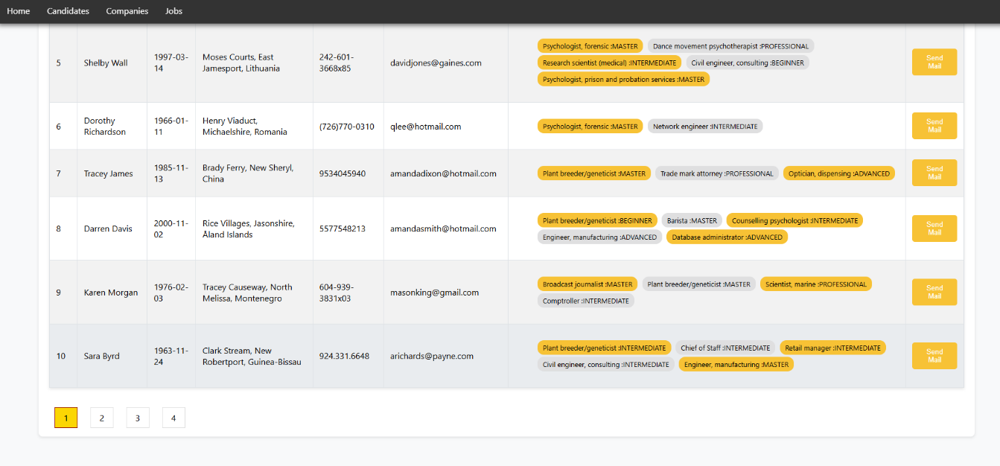 Home Candidates Companies Jobs
5 Shelby Wall 1997-03-14 Moses Courts, East Jamesport, Lithuania 242-601-3668x85 davidjones@gaines.com Psychologist, forensic :MASTER Dance movement psychotherapist :PROFESSIONAL
Research scientist (medical) :INTERMEDIATE Civil engineer, consulting :BEGINNER
Psychologist, prison and probation services :MASTER
Send Mail
6 Dorothy Richardson 1966-01-11 Henry Viaduct, Michaelshire, Romania (726)770-0310 qlee@hotmail.com Psychologist, forensic :MASTER Network engineer :INTERMEDIATE
Send Mail
7 Tracey James 1985-11-13 Brady Ferry, New Sheryl, China 9534045940 amandadixon@hotmail.com Plant breeder/geneticist :MASTER Trade mark attorney :PROFESSIONAL Optician, dispensing :ADVANCED
Send Mail
8 Darren Davis 2000-11-02 Rice Villages, Jasonshire, Åland Islands 5577548213 amandasmith@hotmail.com Plant breeder/geneticist :BEGINNER Barista :MASTER Counselling psychologist :INTERMEDIATE
Engineer, manufacturing :ADVANCED Database administrator :ADVANCED
Send Mail
9 Karen Morgan 1976-02-03 Tracey Causeway, North Melissa, Montenegro 604-939-3831x03 masonking@gmail.com Broadcast journalist :MASTER Plant breeder/geneticist :MASTER Scientist, marine :PROFESSIONAL
Comptroller :INTERMEDIATE
Send Mail
10 Sara Byrd 1963-11-24 Clark Stream, New Robertport, Guinea-Bissau 924.331.6648 arichards@payne.com Plant breeder/geneticist :INTERMEDIATE Chief of Staff :INTERMEDIATE Retail manager :INTERMEDIATE
Civil engineer, consulting :INTERMEDIATE Engineer, manufacturing :MASTER
Send Mail
1 2 3 4